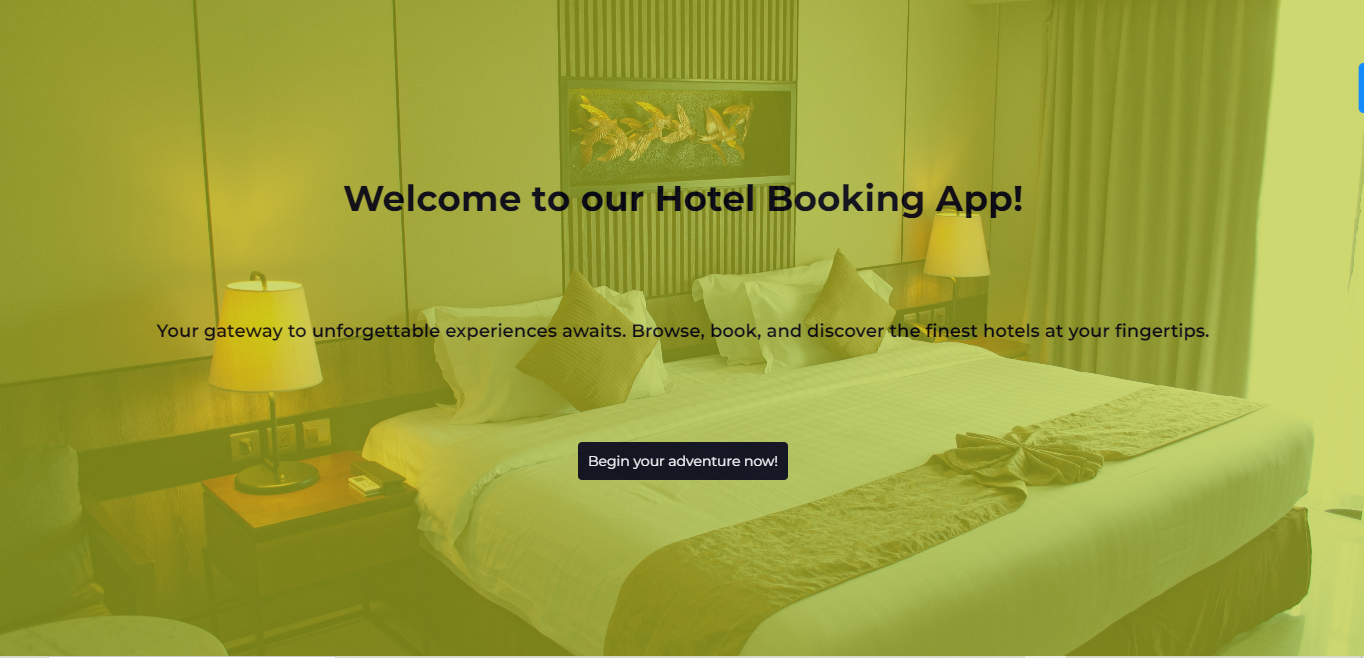 Welcome to our Hotel Booking App!
Your gateway to unforgettable experiences awaits. Browse, book, and discover the finest hotels at your fingertips.
Begin your adventure now!